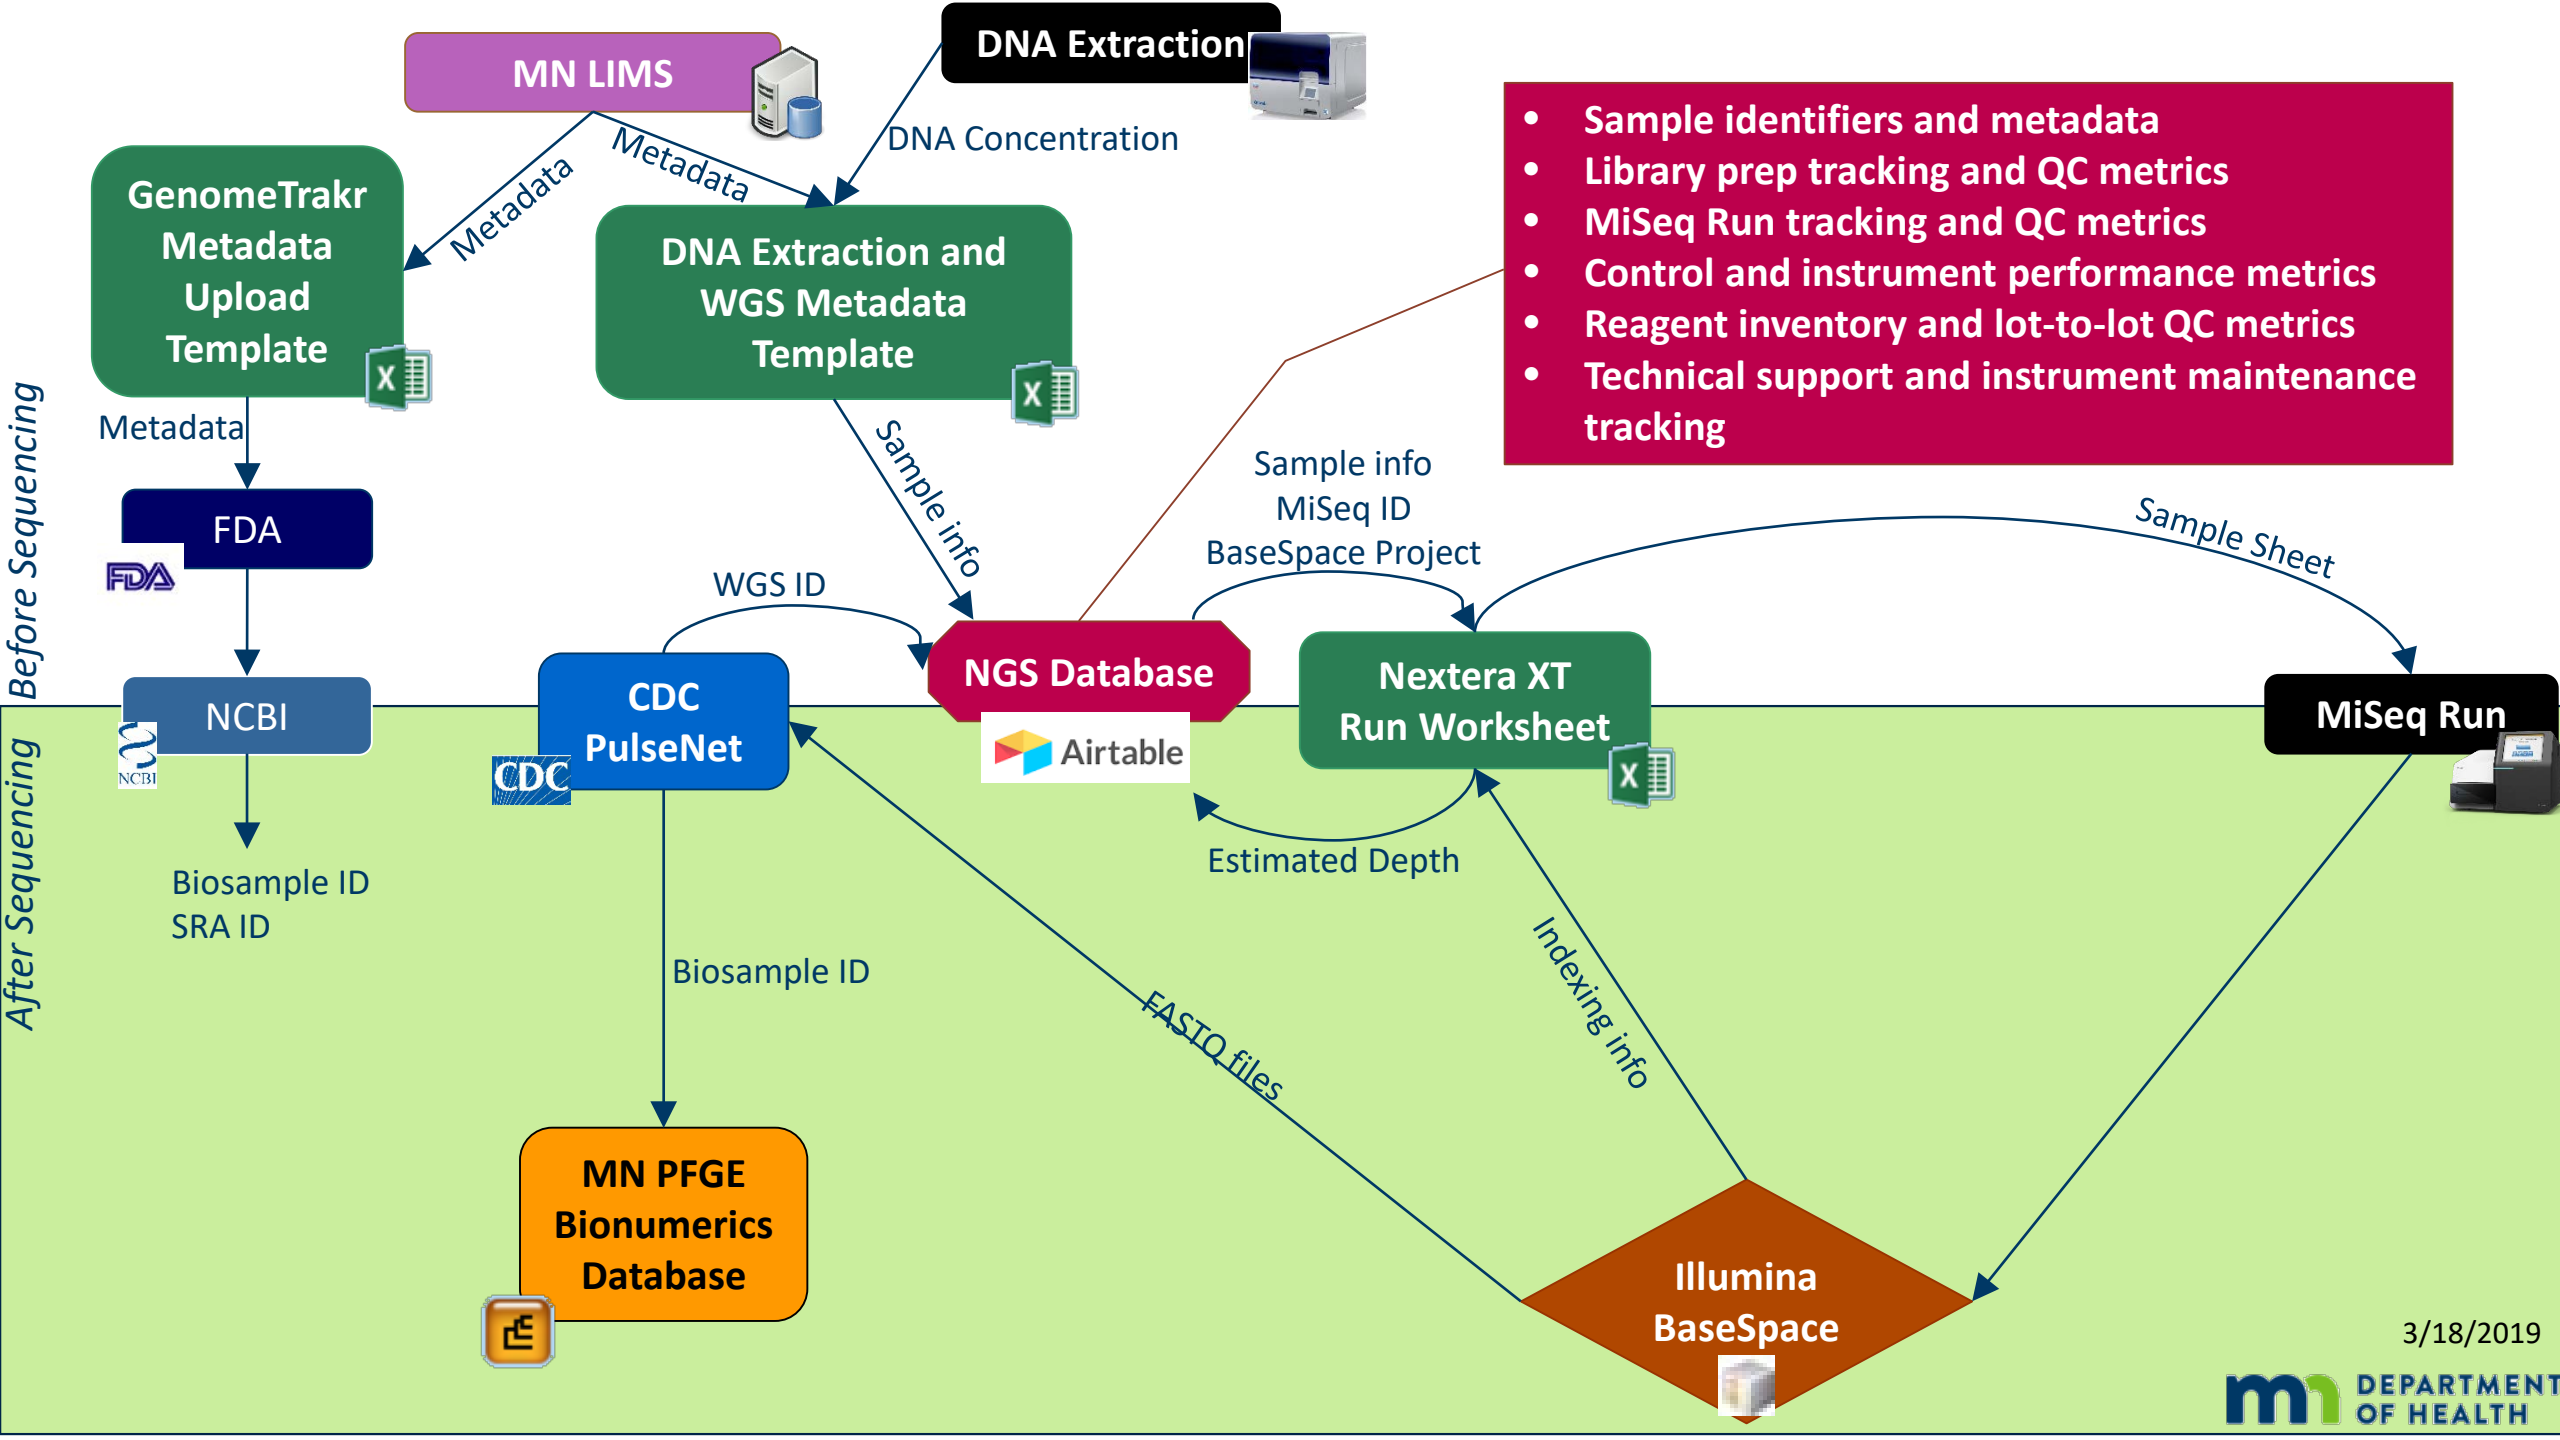 MN LIMS
DNA Extraction
Metadata
Metadata
DNA Concentration
GenomeTrakr
Metadata
Upload
Template
DNA Extraction and
WGS Metadata
Template
• Sample identifiers and metadata
• Library prep tracking and QC metrics
• MiSeq Run tracking and QC metrics
• Control and instrument performance metrics
• Reagent inventory and lot-to-lot QC metrics
• Technical support and instrument maintenance
tracking
Before Sequencing
Metadata
Sample info
Sample info
MiSeq ID
BaseSpace Project
Sample Sheet
FDA
FDA
WGS ID
NCBI
NCBI
CDC
PulseNet
CDC
NGS Database
Airtable
Nextera XT
Run Worksheet
MiSeq Run
After Sequencing
Biosample ID
SRA ID
Estimated Depth
Biosample ID
FASTQ files
Indexing info
MN PFGE
Bionumerics
Database
Illumina
BaseSpace
3/18/2019
mn DEPARTMENT
OF HEALTH